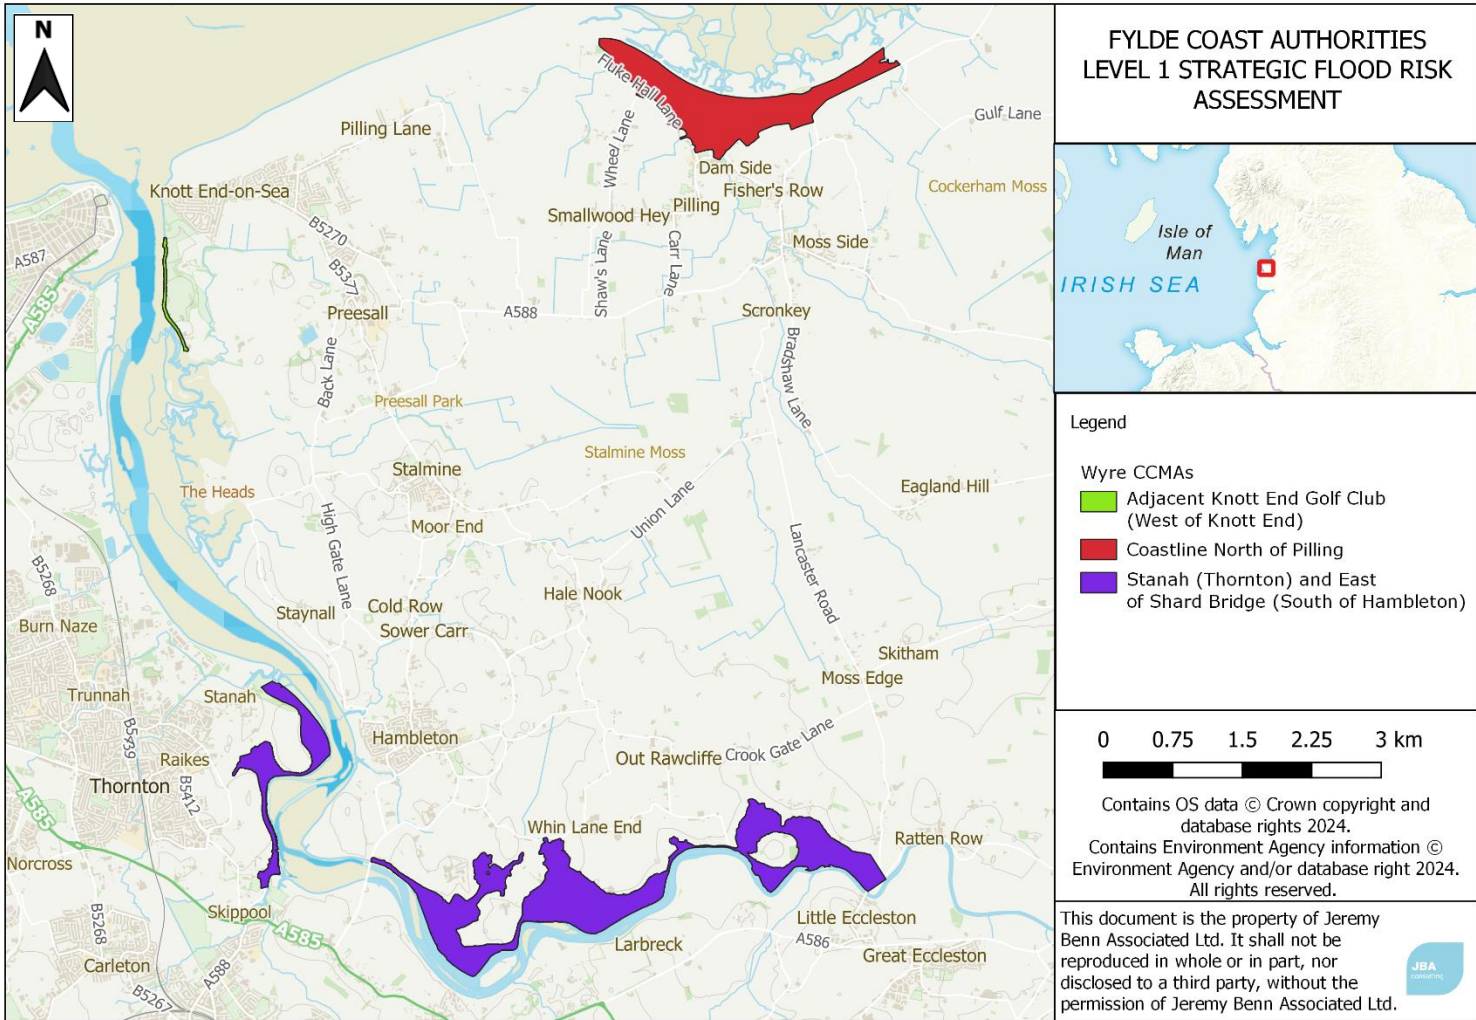 N
Fluke Hall Lane
Gulf Lane
Pilling Lane
Wheel Lane
Dam Side
Knott End-on-Sea
Fisher's Row
Cockerham Moss
Pilling
Smallwood Hey
B5270
A587
Moss Side
Shaw's Lane
Carr Lane
B5377
A585
Preesall
A588
Scronkey
Back Lane
Bradshaw Lane
Preesall Park
Stalmine Moss
Stalmine
The Heads
Eagland Hill
Union Lane
Moor End
High Gate Lane
Lancaster Road
B5268
Hale Nook
Cold Row
Staynall
Burn Naze
Sower Carr
Skitham
Moss Edge
Trunnah
Stanah
B5439
Hambleton
Crook Gate Lane
Raikes
Out Rawcliffe
Thornton
B5412
A585
Whin Lane End
Ratten Row
Norcross
Skippool
Little Eccleston
B5268
A585
Larbreck
A586
Great Eccleston
Carleton
A588
B5267
FYLDE COAST AUTHORITIES
LEVEL 1 STRATEGIC FLOOD RISK
ASSESSMENT
Isle of
Man
IRISH SEA
Legend
Wyre CCMAs
Adjacent Knott End Golf Club
(West of Knott End)
Coastline North of Pilling
Stanah (Thornton) and East
of Shard Bridge (South of Hambleton)
0 0.75 1.5 2.25 3 km
Contains OS data © Crown copyright and
database rights 2024.
Contains Environment Agency information ©
Environment Agency and/or database right 2024.
All rights reserved.
This document is the property of Jeremy
Benn Associated Ltd. It shall not be
reproduced in whole or in part, nor
disclosed to a third party, without the
permission of Jeremy Benn Associated Ltd.
JBA
consulting